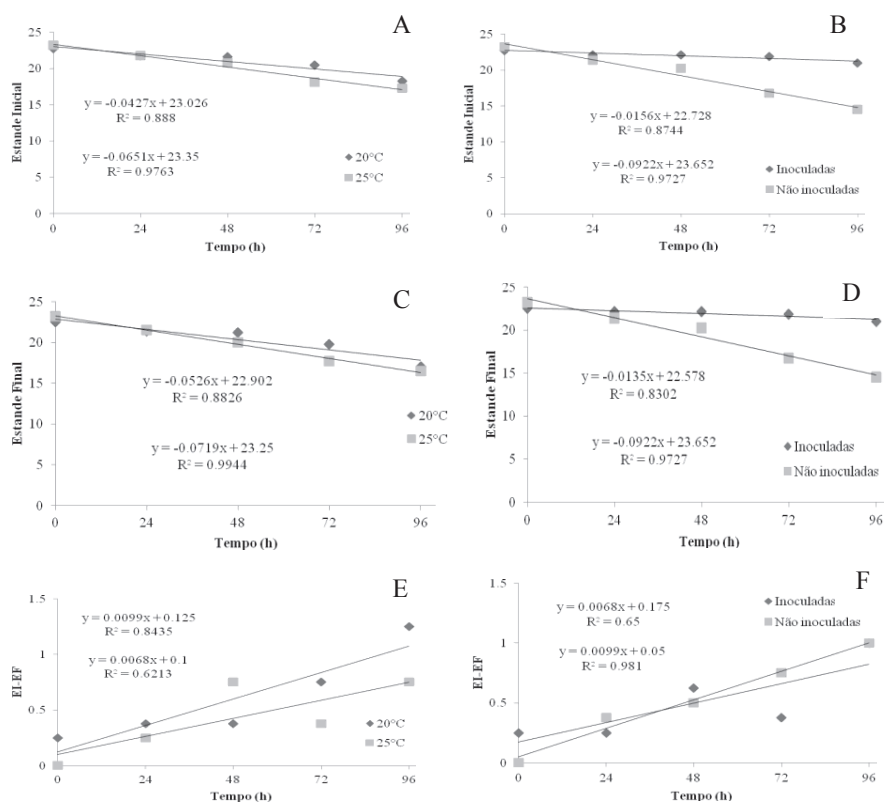 A
Estande Inicial
25
20
15
10
5
0
y = -0.0427x + 23.026
R² = 0.888
y = -0.0651x + 23.35
R² = 0.9763
20°C
25°C
0 24 48 72 96
Tempo (h)
B
Estande Inicial
25
20
15
10
5
0
y = -0.0156x + 22.728
R² = 0.8744
y = -0.0922x + 23.652
R² = 0.9727
Inoculadas
Não inoculadas
0 24 48 72 96
Tempo (h)
C
Estande Final
25
20
15
10
5
0
y = -0.0526x + 22.902
R² = 0.8826
y = -0.0719x + 23.25
R² = 0.9944
20°C
25°C
0 24 48 72 96
Tempo (h)
D
Estande Final
25
20
15
10
5
0
y = -0.0135x + 22.578
R² = 0.8302
y = -0.0922x + 23.652
R² = 0.9727
Inoculadas
Não inoculadas
0 24 48 72 96
Tempo (h)
E
EI-EF
1.5
1
0.5
0
y = 0.0099x + 0.125
R² = 0.8435
y = 0.0068x + 0.1
R² = 0.6213
20°C
25°C
0 24 48 72 96
Tempo (h)
F
EI-EF
1.5
1
0.5
0
y = 0.0068x + 0.175
R² = 0.65
y = 0.0099x + 0.05
R² = 0.981
Inoculadas
Não inoculadas
0 24 48 72 96
Tempo (h)